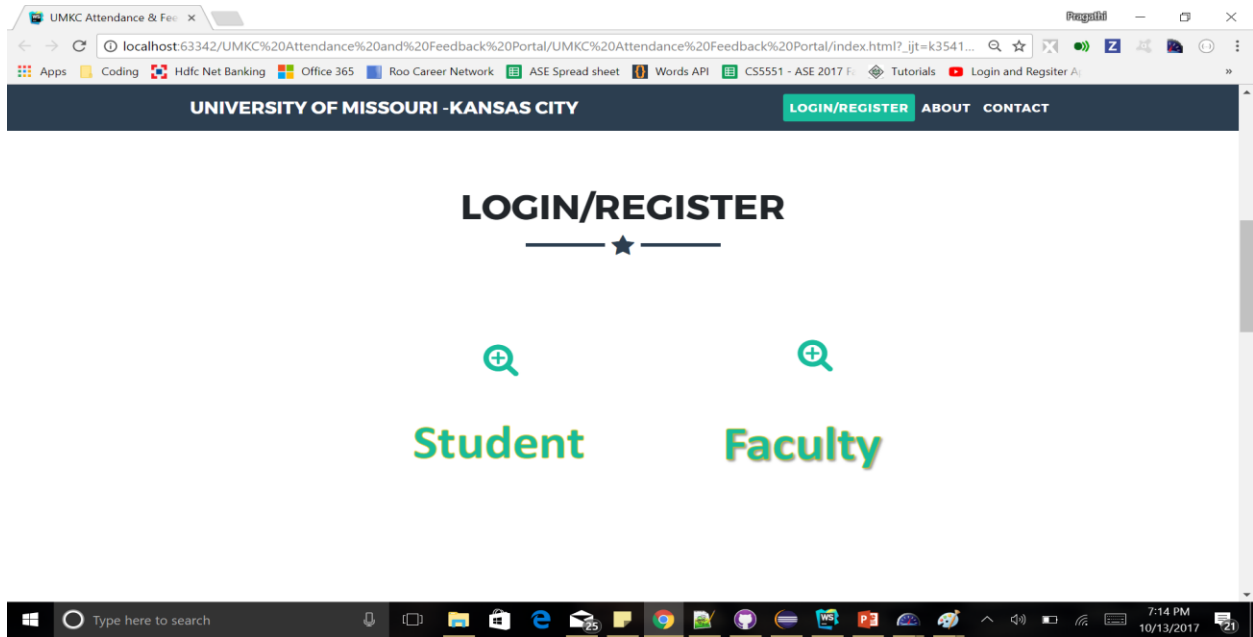 UMKC Attendance & Fee
Pragathi
localhost:63342/UMKC%20Attendance%20and%20Feedback%20Portal/UMKC%20Attendance%20Feedback%20Portal/index.html?_ijt=k3541...
Apps Coding Hdfc Net Banking Office 365 Roo Career Network ASE Spread sheet Words API CS5551 - ASE 2017 F Tutorials Login and Regsiter A »
UNIVERSITY OF MISSOURI -KANSAS CITY LOGIN/REGISTER ABOUT CONTACT
LOGIN/REGISTER
Student Faculty
Type here to search
25
WS
7:14 PM
10/13/2017
21